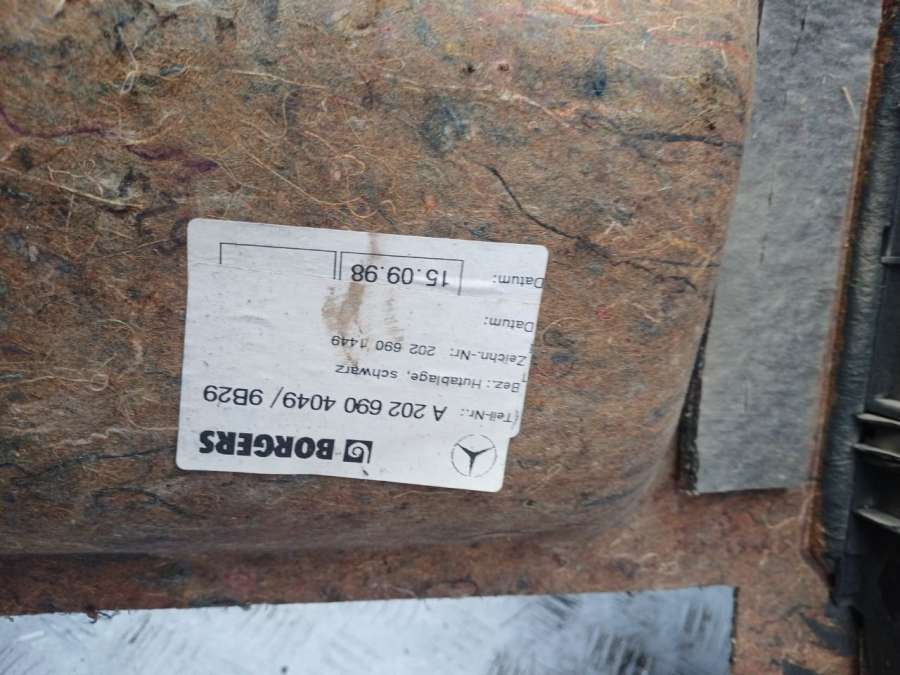 BORGERS
(Teil-Nr.: A 202 690 4049/ 9B29
Bez.: Hutablage, schwarz
Zeichn.-Nr: 202 690 1449
Datum:
Datum: 15.09.98